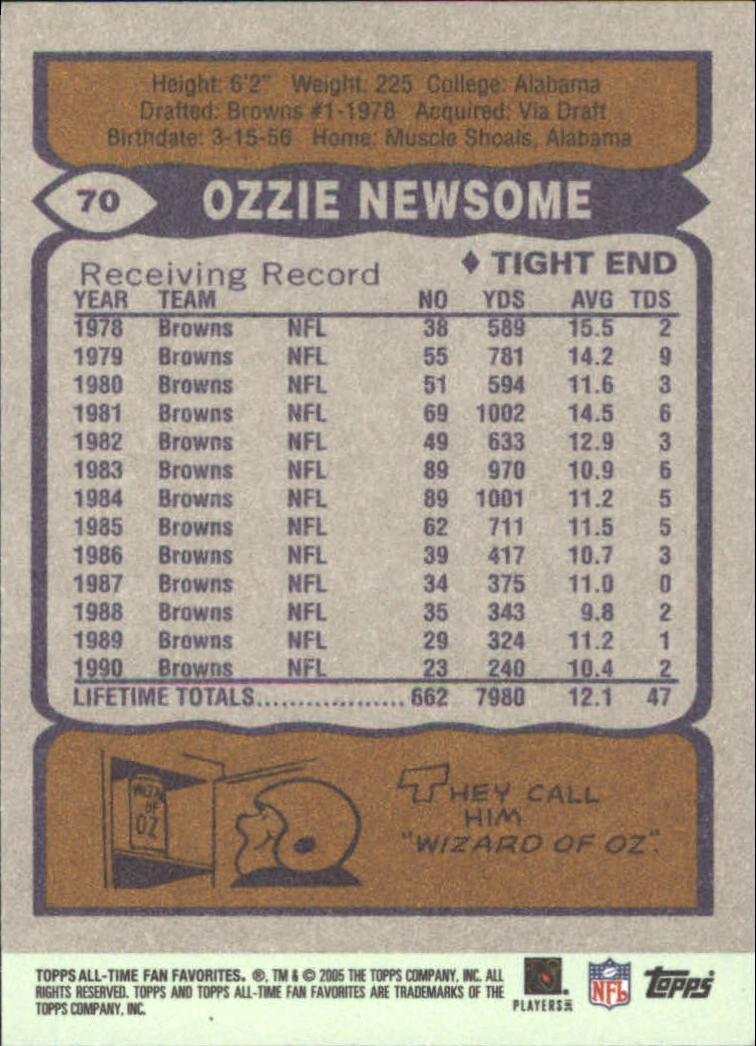 Height: 6'2" Weight: 225 College: Alabama
Drafted: Browns #1-1978 Acquired: Via Draft
Birthdate: 3-15-56 Home: Muscle Shoals, Alabama
70 OZZIE NEWSOME
Receiving Record ♦ TIGHT END
YEAR TEAM NO YDS AVG TDS
1978 Browns NFL 38 589 15.5 2
1979 Browns NFL 55 781 14.2 9
1980 Browns NFL 51 594 11.6 3
1981 Browns NFL 69 1002 14.5 6
1982 Browns NFL 49 633 12.9 3
1983 Browns NFL 89 970 10.9 6
1984 Browns NFL 89 1001 11.2 5
1985 Browns NFL 62 711 11.5 5
1986 Browns NFL 39 417 10.7 3
1987 Browns NFL 34 375 11.0 0
1988 Browns NFL 35 343 9.8 2
1989 Browns NFL 29 324 11.2 1
1990 Browns NFL 23 240 10.4 2
LIFETIME TOTALS.................. 662 7980 12.1 47
OF
OZ
THEY CALL
HIM
"WIZARD OF OZ".
TOPPS ALL-TIME FAN FAVORITES. ®, TM & © 2005 THE TOPPS COMPANY, INC. ALL
RIGHTS RESERVED. TOPPS AND TOPPS ALL-TIME FAN FAVORITES ARE TRADEMARKS OF THE
TOPPS COMPANY, INC.
PLAYERS INC
NFL
Topps